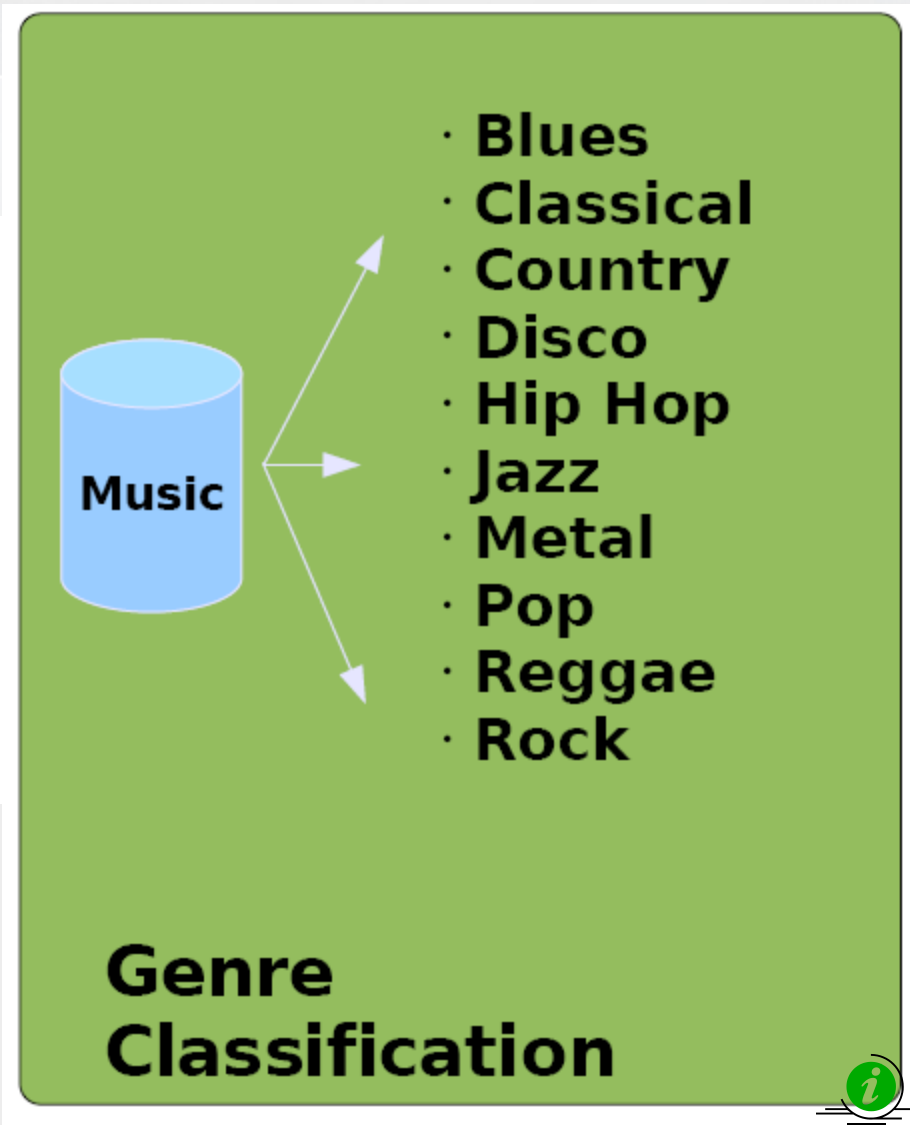 · Blues
· Classical
· Country
· Disco
· Hip Hop
· Jazz
· Metal
· Pop
· Reggae
· Rock
Music
Genre
Classification
i